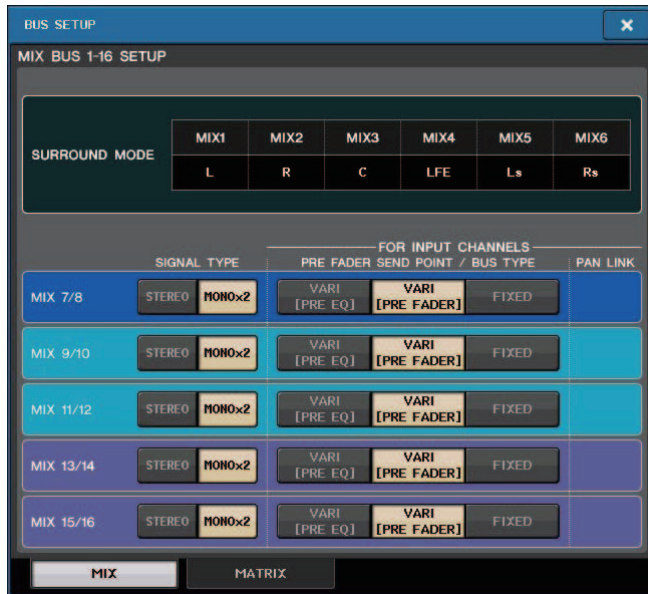 BUS SETUP ×
MIX BUS 1-16 SETUP
SURROUND MODE
MIX1 MIX2 MIX3 MIX4 MIX5 MIX6
L R C LFE Ls Rs
FOR INPUT CHANNELS
SIGNAL TYPE PRE FADER SEND POINT / BUS TYPE PAN LINK
MIX 7/8 STEREO MONOx2 VARI [PRE EQ] VARI [PRE FADER] FIXED
MIX 9/10 STEREO MONOx2 VARI [PRE EQ] VARI [PRE FADER] FIXED
MIX 11/12 STEREO MONOx2 VARI [PRE EQ] VARI [PRE FADER] FIXED
MIX 13/14 STEREO MONOx2 VARI [PRE EQ] VARI [PRE FADER] FIXED
MIX 15/16 STEREO MONOx2 VARI [PRE EQ] VARI [PRE FADER] FIXED
MIX MATRIX